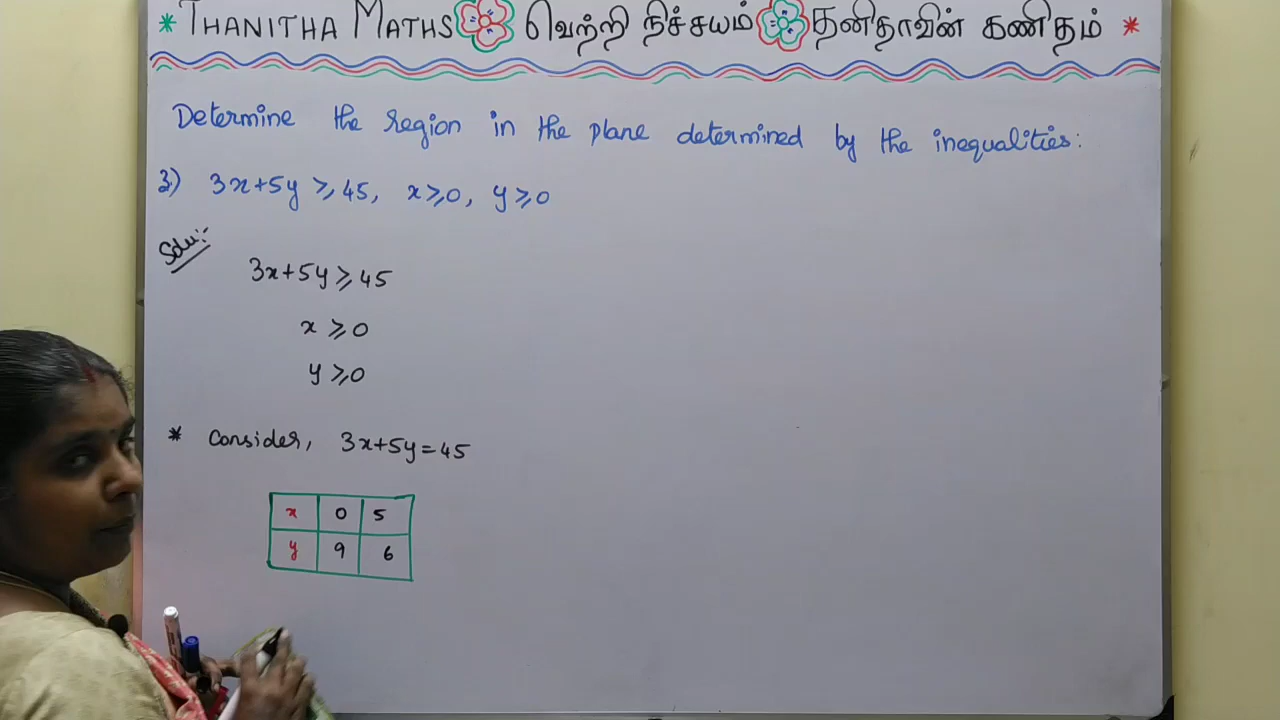 * THANITHA MATHS வெற்றி நிச்சயம் தனிதாவின் கணிதம் *
Determine the region in the plane determined by the inequalities:
3) 3x+5y ≥ 45, x ≥ 0, y ≥ 0
Solu:-
3x+5y ≥ 45
x ≥ 0
y ≥ 0
* Consider, 3x+5y = 45
x 0 5
y 9 6